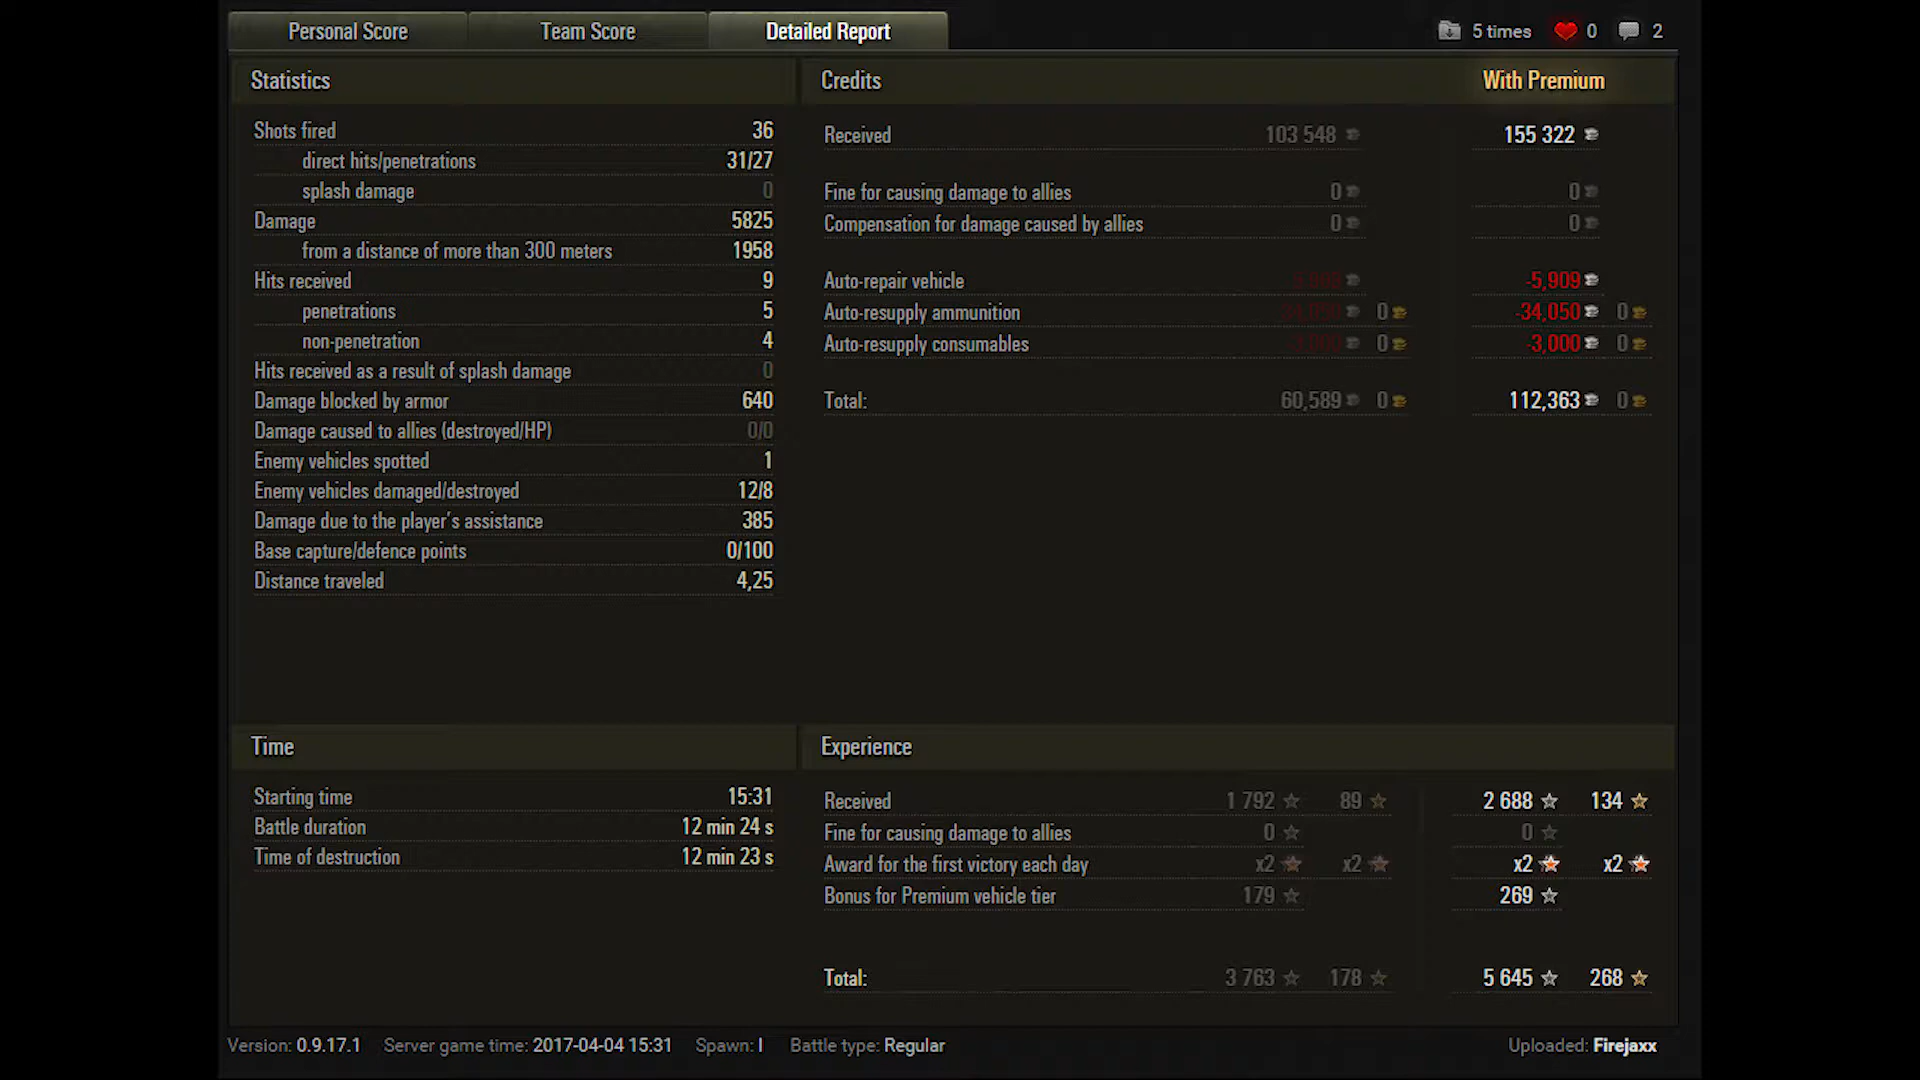 Personal Score Team Score Detailed Report 5 times 0 2
Statistics
Shots fired 36
direct hits/penetrations 31/27
splash damage 0
Damage 5825
from a distance of more than 300 meters 1958
Hits received 9
penetrations 5
non-penetration 4
Hits received as a result of splash damage 0
Damage blocked by armor 640
Damage caused to allies (destroyed/HP) 0/0
Enemy vehicles spotted 1
Enemy vehicles damaged/destroyed 12/8
Damage due to the player's assistance 385
Base capture/defence points 0/100
Distance traveled 4,25
Credits With Premium
Received 103 548 155 322
Fine for causing damage to allies 0 0
Compensation for damage caused by allies 0 0
Auto-repair vehicle -5,909
Auto-resupply ammunition 0 -34,050 0
Auto-resupply consumables 0 -3,000 0
Total: 60,589 0 112,363 0
Time
Starting time 15:31
Battle duration 12 min 24 s
Time of destruction 12 min 23 s
Experience
Received 1 792 89 2 688 134
Fine for causing damage to allies 0 0
Award for the first victory each day x2 x2 x2 x2
Bonus for Premium vehicle tier 179 269
Total: 3 763 178 5 645 268
Version: 0.9.17.1 Server game time: 2017-04-04 15:31 Spawn: I Battle type: Regular Uploaded: Firejaxx